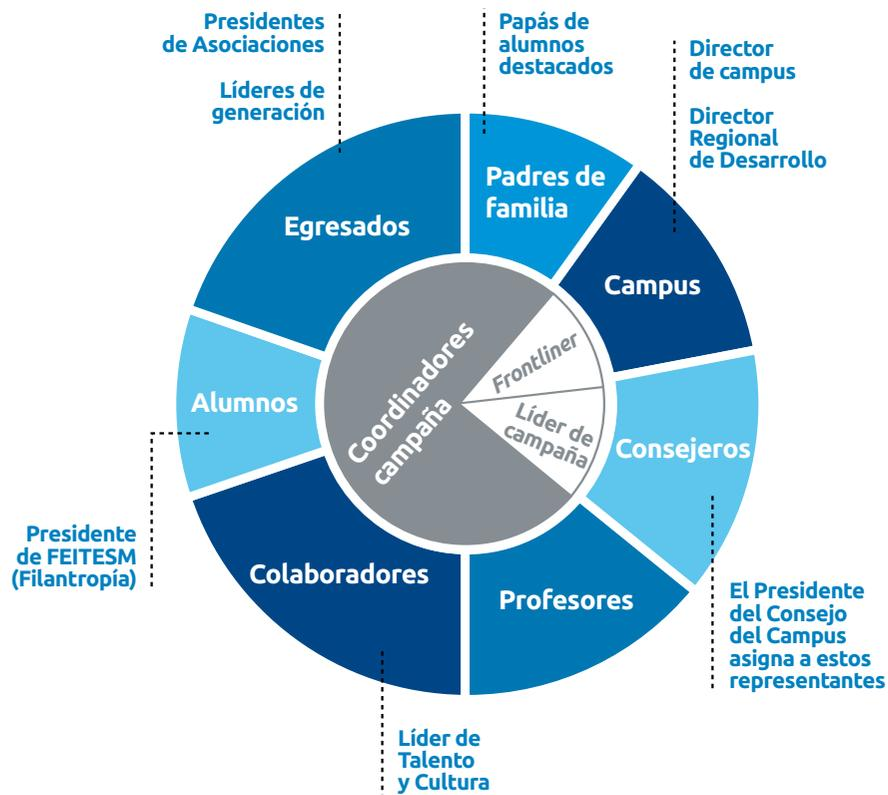 Presidentes
de Asociaciones
Líderes de
generación
Papás de
alumnos
destacados
Director
de campus
Director
Regional
de Desarrollo
Egresados
Padres de
familia
Campus
Alumnos
Coordinadores
campaña
Frontliner
Líder de
campaña
Consejeros
Colaboradores
Profesores
Presidente
de FEITESM
(Filantropía)
El Presidente
del Consejo
del Campus
asigna a estos
representantes
Líder de
Talento
y Cultura